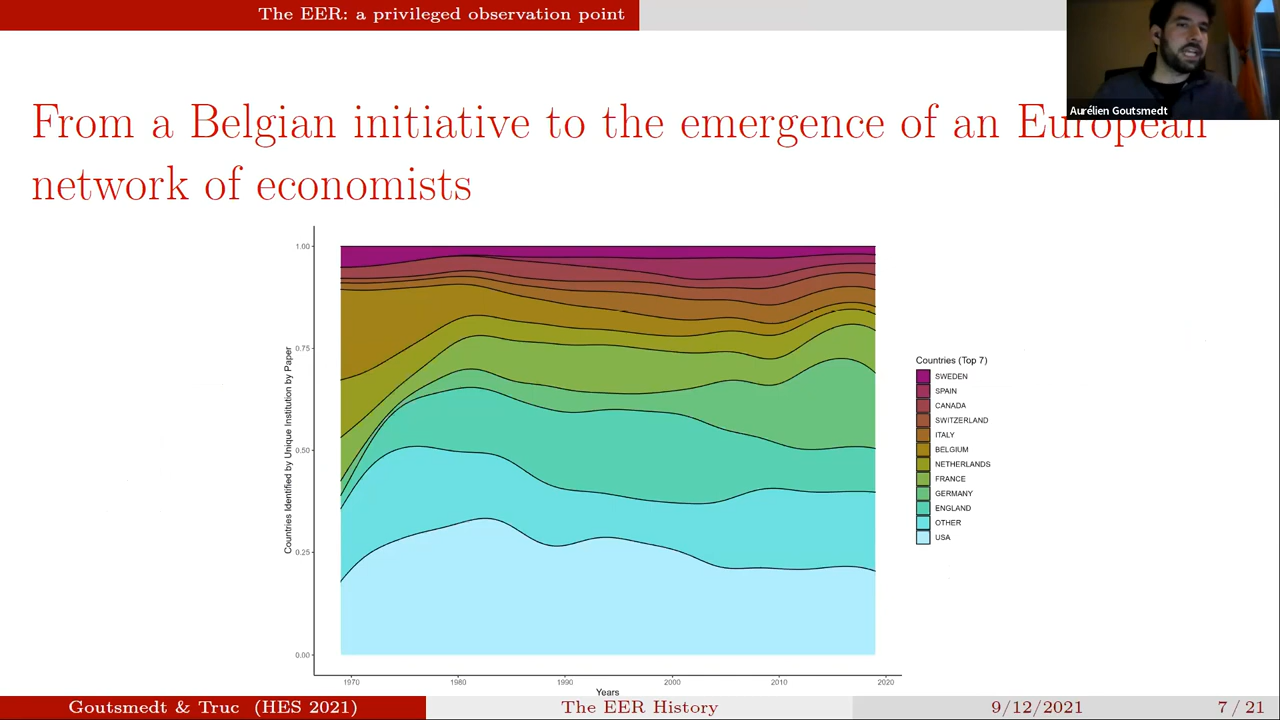 The EER: a privileged observation point
Aurélien Goutsmedt
From a Belgian initiative to the emergence of an European
network of economists
1.00
0.75
0.50
0.25
0.00
Countries Identified by Unique Institution by Paper
1970
1980
1990
2000
2010
2020
Years
Countries (Top 7)
SWEDEN
SPAIN
CANADA
SWITZERLAND
ITALY
BELGIUM
NETHERLANDS
FRANCE
GERMANY
ENGLAND
OTHER
USA
Goutsmedt & Truc (HES 2021)
The EER History
9/12/2021
7 / 21